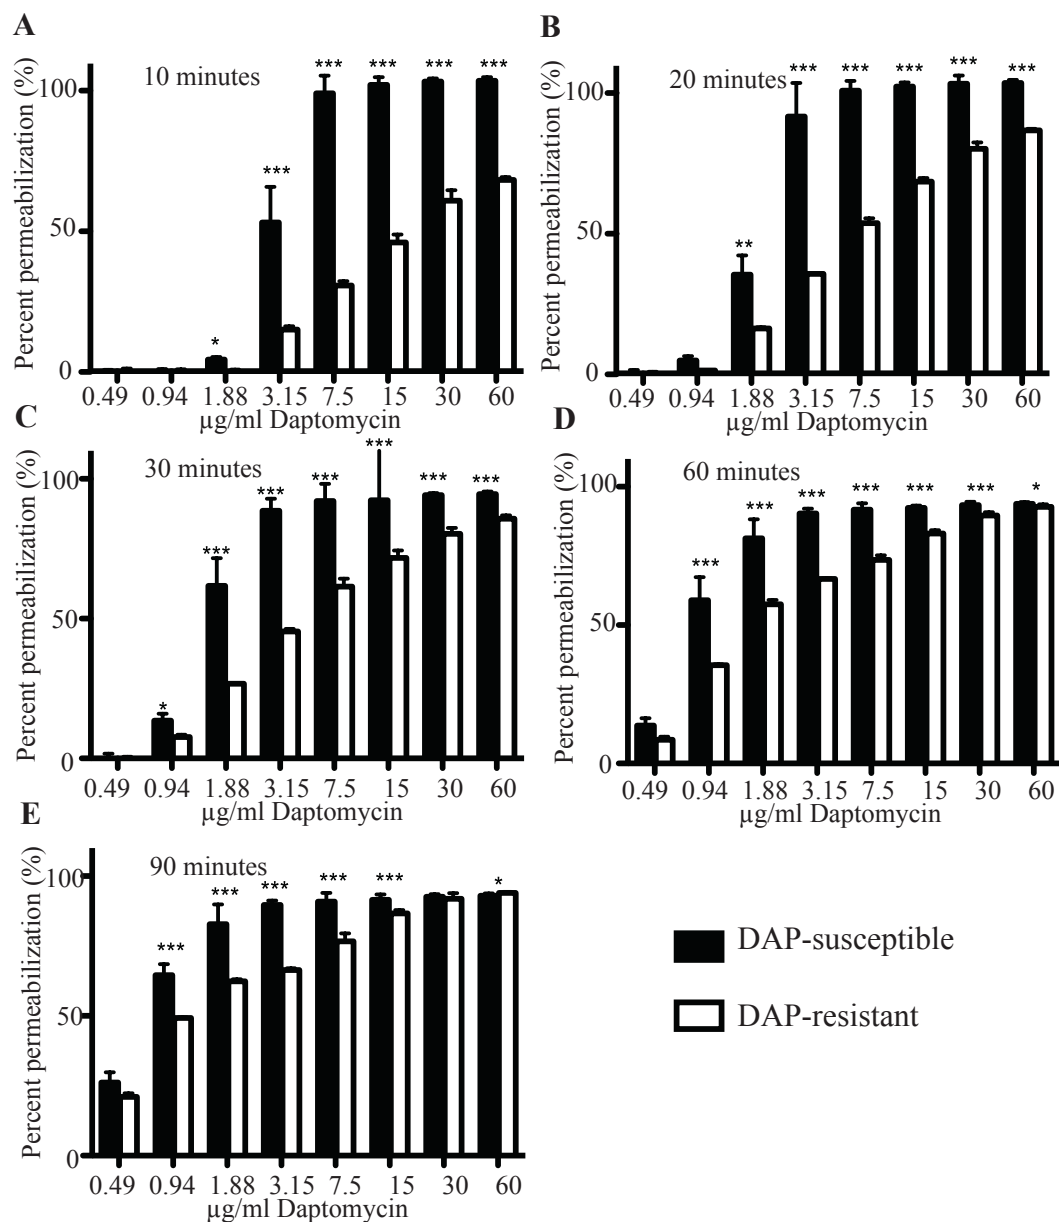 A
10 minutes
Percent permeabilization (%)
100
50
0
* *** *** *** *** ***
0.49 0.94 1.88 3.15 7.5 15 30 60
µg/ml Daptomycin
B
20 minutes
Percent permeabilization (%)
100
50
0
** *** *** *** *** ***
0.49 0.94 1.88 3.15 7.5 15 30 60
µg/ml Daptomycin
C
30 minutes
Percent permeabilization (%)
100
50
0
* *** *** *** *** *** ***
0.49 0.94 1.88 3.15 7.5 15 30 60
µg/ml Daptomycin
D
60 minutes
Percent permeabilization (%)
100
50
0
*** *** *** *** *** *** *
0.49 0.94 1.88 3.15 7.5 15 30 60
µg/ml Daptomycin
E
90 minutes
Percent permeabilization (%)
100
50
0
*** *** *** *** *** *
0.49 0.94 1.88 3.15 7.5 15 30 60
µg/ml Daptomycin
DAP-susceptible
DAP-resistant